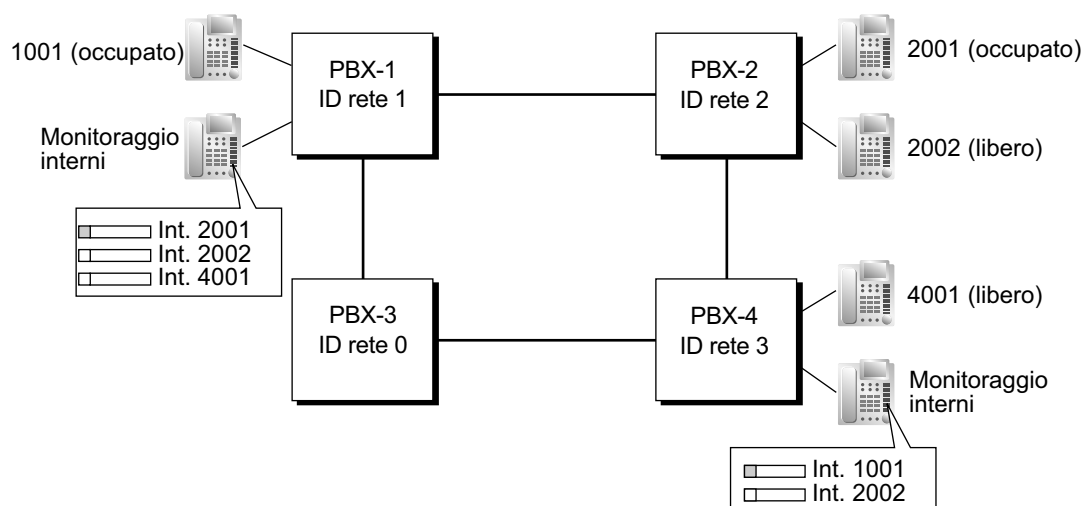 1001 (occupato)
PBX-1
ID rete 1
PBX-2
ID rete 2
2001 (occupato)
Monitoraggio
interni
2002 (libero)
Int. 2001
Int. 2002
Int. 4001
PBX-3
ID rete 0
PBX-4
ID rete 3
4001 (libero)
Monitoraggio
interni
Int. 1001
Int. 2002